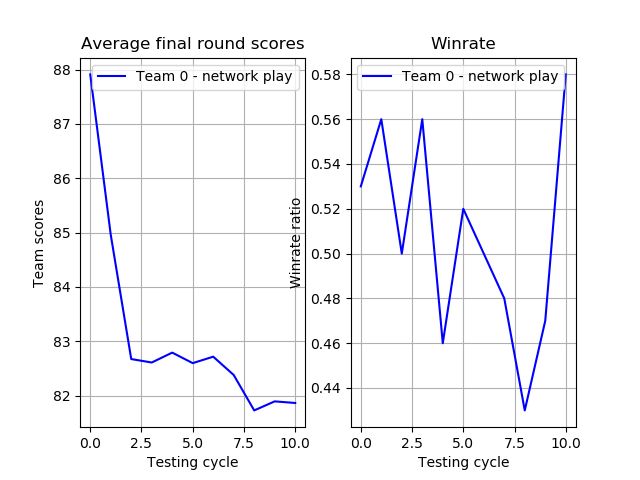 Average final round scores
Team 0 - network play
Team scores
88
87
86
85
84
83
82
0.0 2.5 5.0 7.5 10.0
Testing cycle
Winrate
Team 0 - network play
Winrate ratio
0.58
0.56
0.54
0.52
0.50
0.48
0.46
0.44
0.0 2.5 5.0 7.5 10.0
Testing cycle